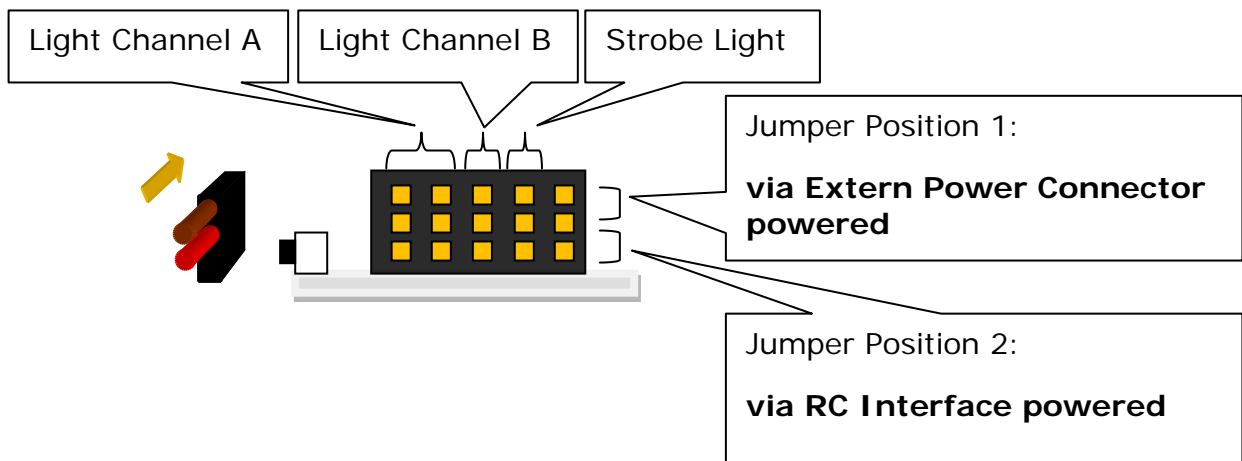 Light Channel A
Light Channel B
Strobe Light
Jumper Position 1:
via Extern Power Connector
powered
Jumper Position 2:
via RC Interface powered